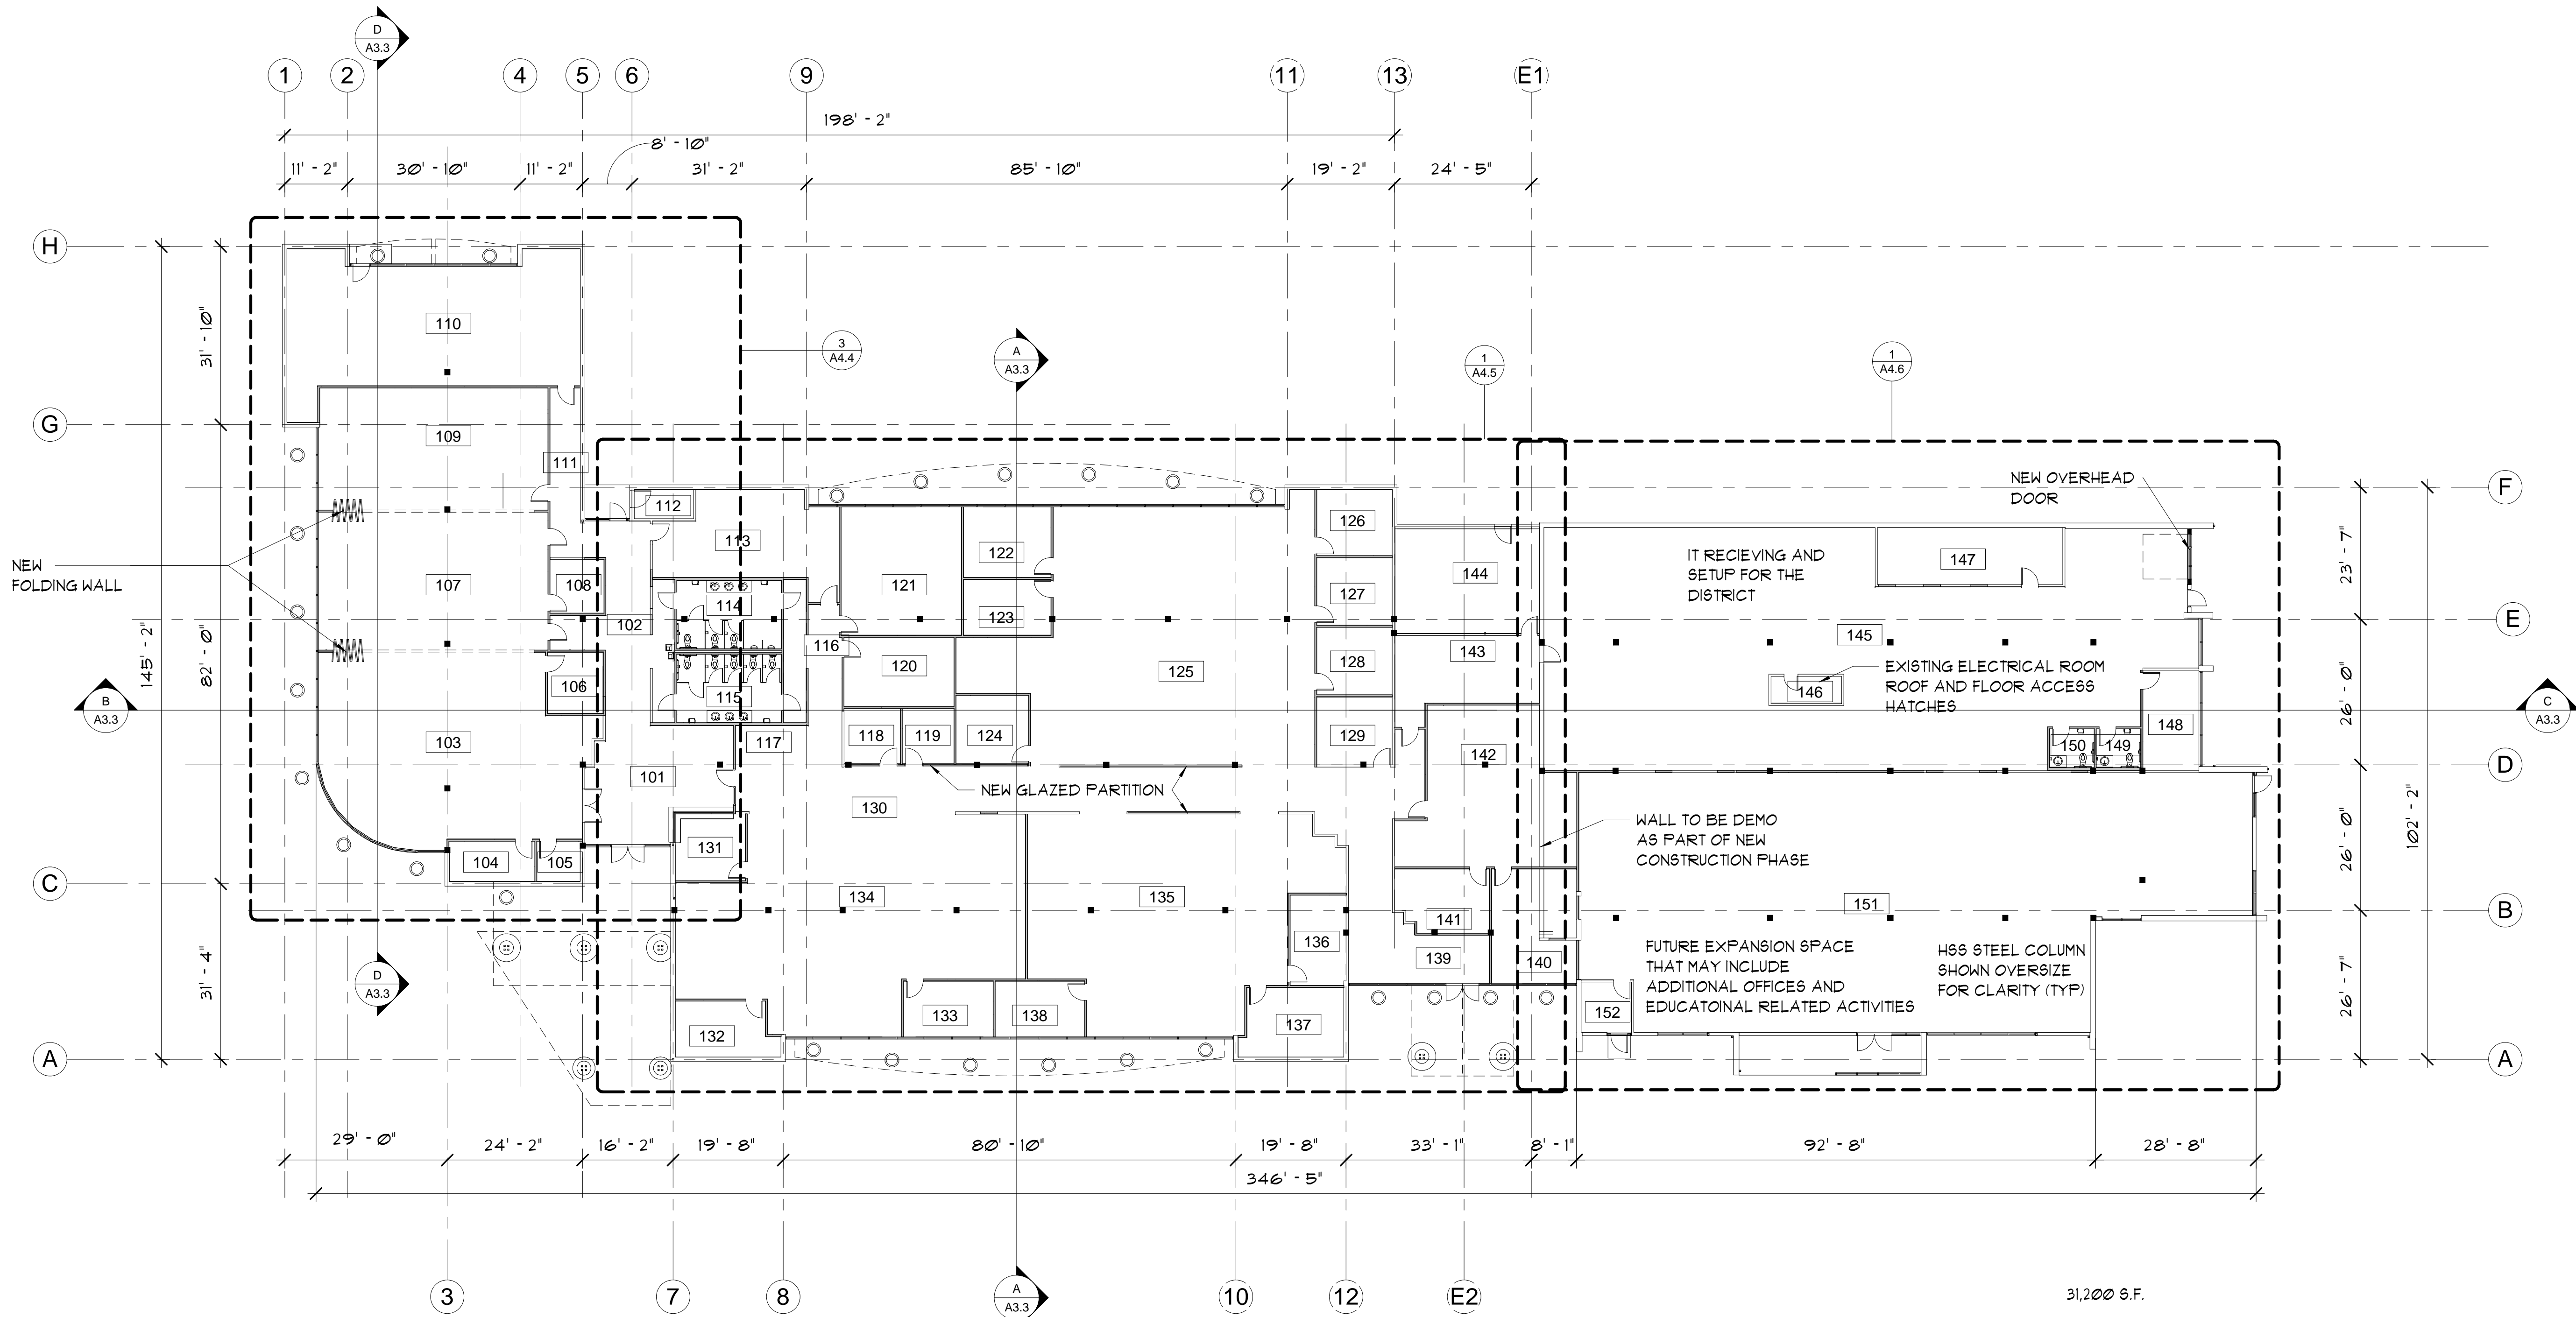 D
A3.3
1
2
4
5
6
9
11
13
E1
198' - 2"
8' - 10"
11' - 2"
30' - 10"
11' - 2"
31' - 2"
85' - 10"
19' - 2"
24' - 5"
H
G
C
A
145' - 2"
31' - 10"
82' - 0"
31' - 4"
B
A3.3
3
A4.4
A
A3.3
1
A4.5
1
A4.6
NEW
FOLDING WALL
110
109
111
112
113
107
108
102
114
116
106
115
117
103
101
104
105
131
121
122
123
120
118
119
124
125
126
127
128
129
144
143
142
130
NEW GLAZED PARTITION
134
135
136
141
139
140
132
133
138
137
NEW OVERHEAD
DOOR
IT RECIEVING AND
SETUP FOR THE
DISTRICT
147
145
146
EXISTING ELECTRICAL ROOM
ROOF AND FLOOR ACCESS
HATCHES
150
149
148
WALL TO BE DEMO
AS PART OF NEW
CONSTRUCTION PHASE
151
FUTURE EXPANSION SPACE
THAT MAY INCLUDE
ADDITIONAL OFFICES AND
EDUCATOINAL RELATED ACTIVITIES
HSS STEEL COLUMN
SHOWN OVERSIZE
FOR CLARITY (TYP)
152
F
E
D
B
A
23' - 7"
26' - 0"
26' - 0"
26' - 7"
102' - 2"
C
A3.3
D
A3.3
29' - 0"
24' - 2"
16' - 2"
19' - 8"
80' - 10"
19' - 8"
33' - 1"
8' - 1"
92' - 8"
28' - 8"
346' - 5"
3
7
8
A
A3.3
10
12
E2
31,200 S.F.